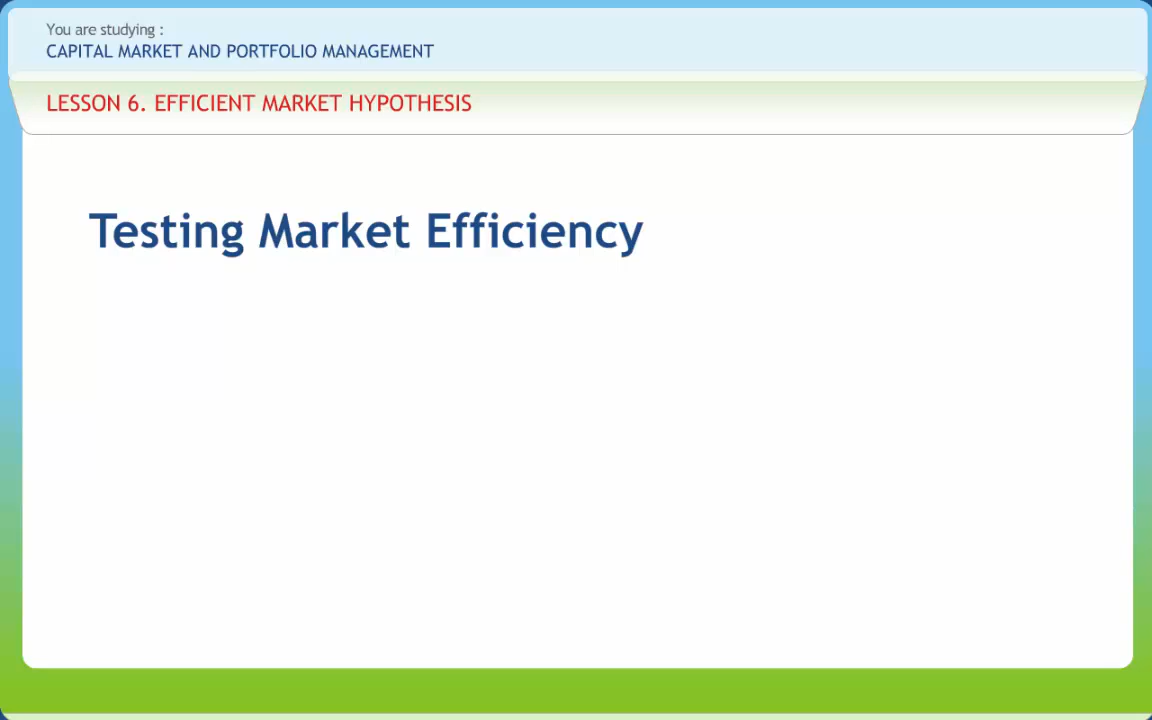 You are studying :
CAPITAL MARKET AND PORTFOLIO MANAGEMENT
LESSON 6. EFFICIENT MARKET HYPOTHESIS
Testing Market Efficiency